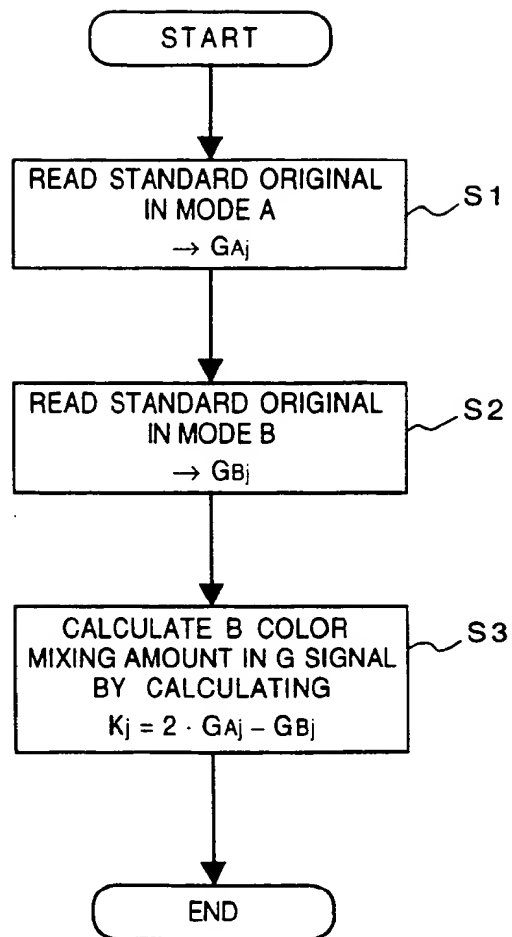 START
READ STANDARD ORIGINAL
IN MODE A
→ GAj
S1
READ STANDARD ORIGINAL
IN MODE B
→ GBj
S2
CALCULATE B COLOR
MIXING AMOUNT IN G SIGNAL
BY CALCULATING
Kj = 2 · GAj – GBj
S3
END